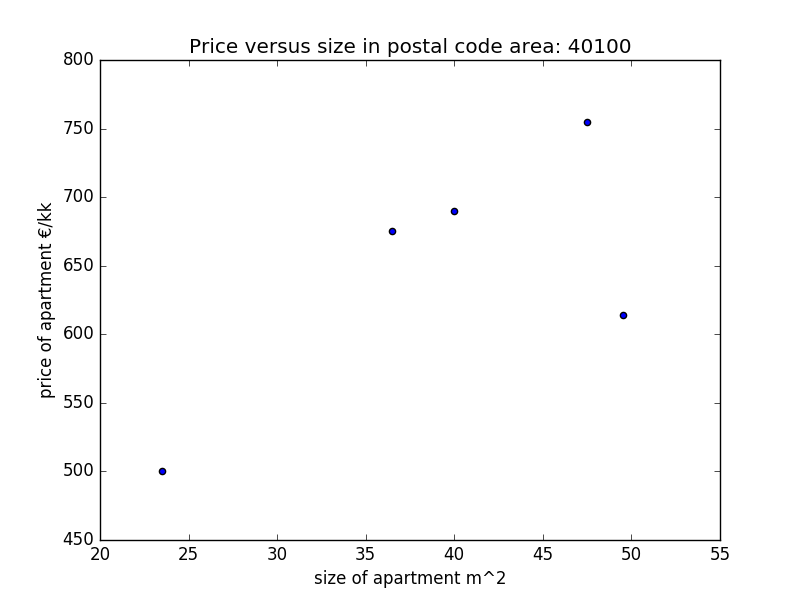 Price versus size in postal code area: 40100
800
750
700
650
600
550
500
450
price of apartment €/kk
20 25 30 35 40 45 50 55
size of apartment m^2